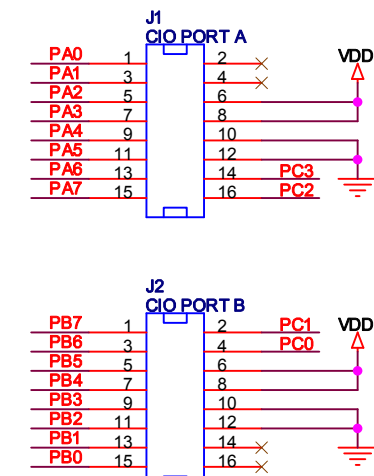 J1
CIO PORT A
VDD
PA0 1 2
PA1 3 4
PA2 5 6
PA3 7 8
PA4 9 10
PA5 11 12
PA6 13 14 PC3
PA7 15 16 PC2
J2
CIO PORT B
VDD
PB7 1 2 PC1
PB6 3 4 PC0
PB5 5 6
PB4 7 8
PB3 9 10
PB2 11 12
PB1 13 14
PB0 15 16